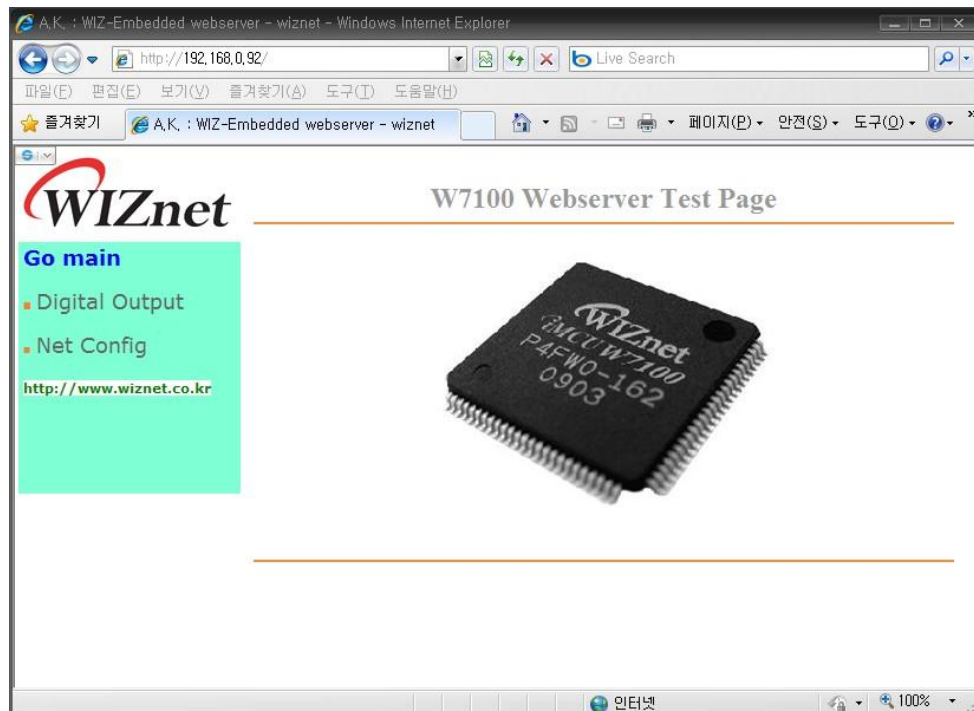 A.K. : WIZ-Embedded webserver - wiznet - Windows Internet Explorer
http://192.168.0.92/
Live Search
파일(F) 편집(E) 보기(V) 즐겨찾기(A) 도구(T) 도움말(H)
즐겨찾기 A.K. : WIZ-Embedded webserver - wiznet 페이지(P) 안전(S) 도구(O) »
S
WIZnet
W7100 Webserver Test Page
Go main
Digital Output
Net Config
http://www.wiznet.co.kr
WIZnet
iMCU W7100
P4FW0-162
0903
인터넷 100%